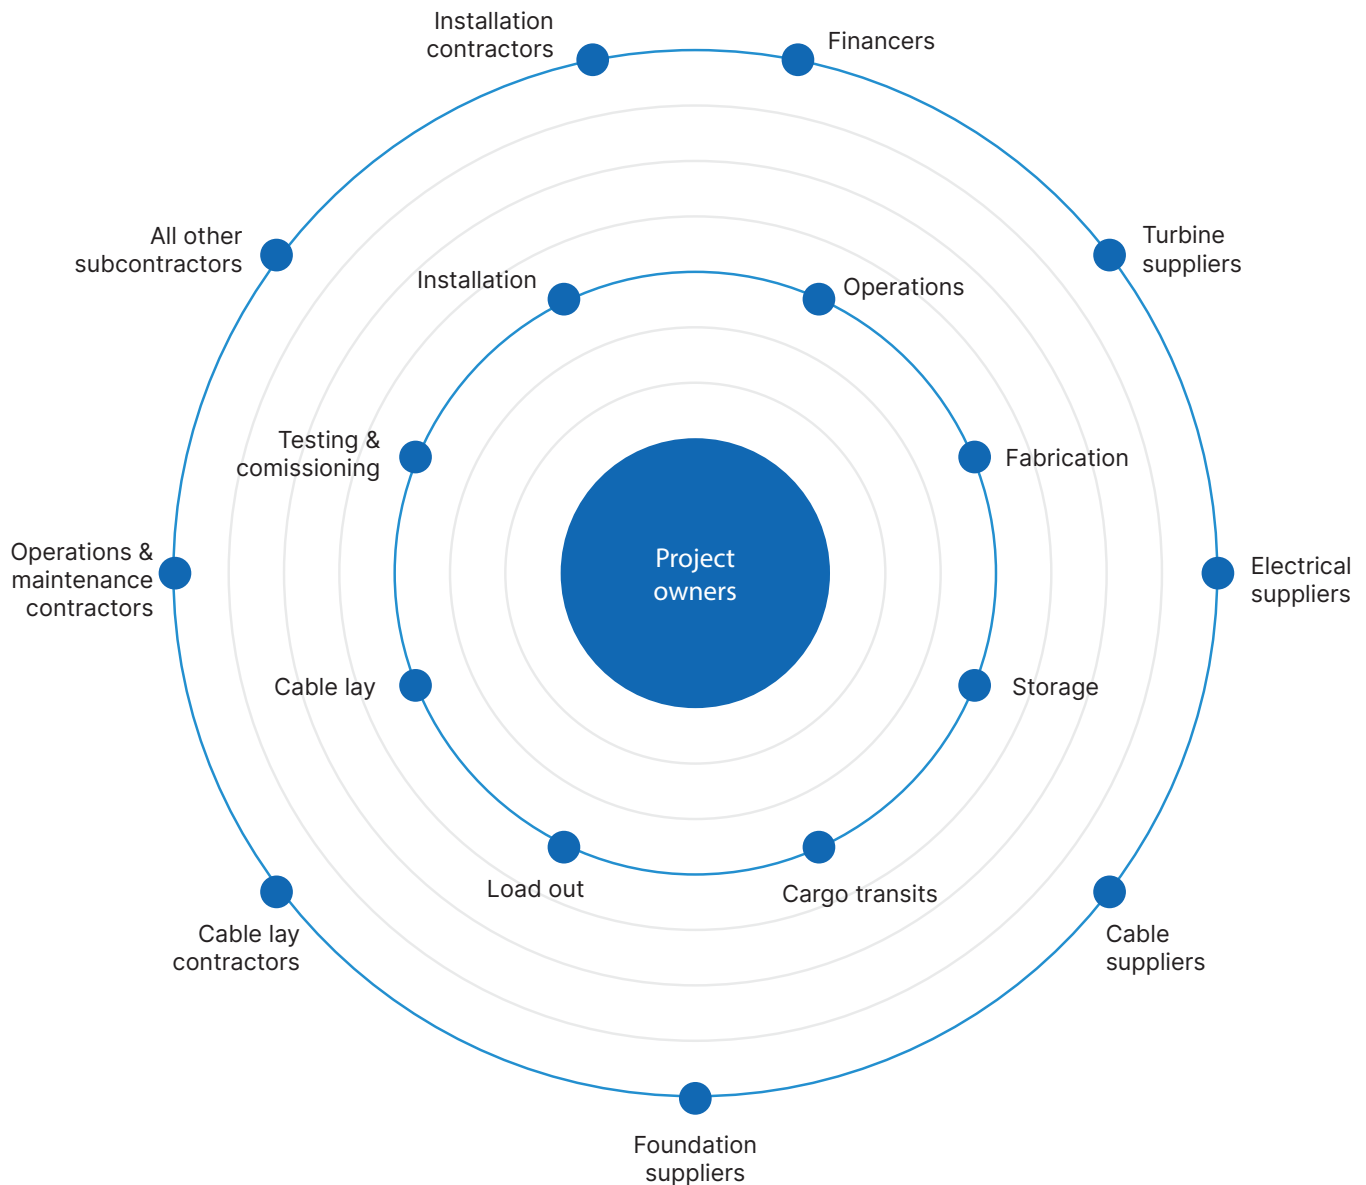 Installation
contractors
Financers
All other
subcontractors
Turbine
suppliers
Installation
Operations
Testing &
comissioning
Fabrication
Operations &
maintenance
contractors
Project
owners
Electrical
suppliers
Cable lay
Storage
Load out
Cargo transits
Cable lay
contractors
Cable
suppliers
Foundation
suppliers